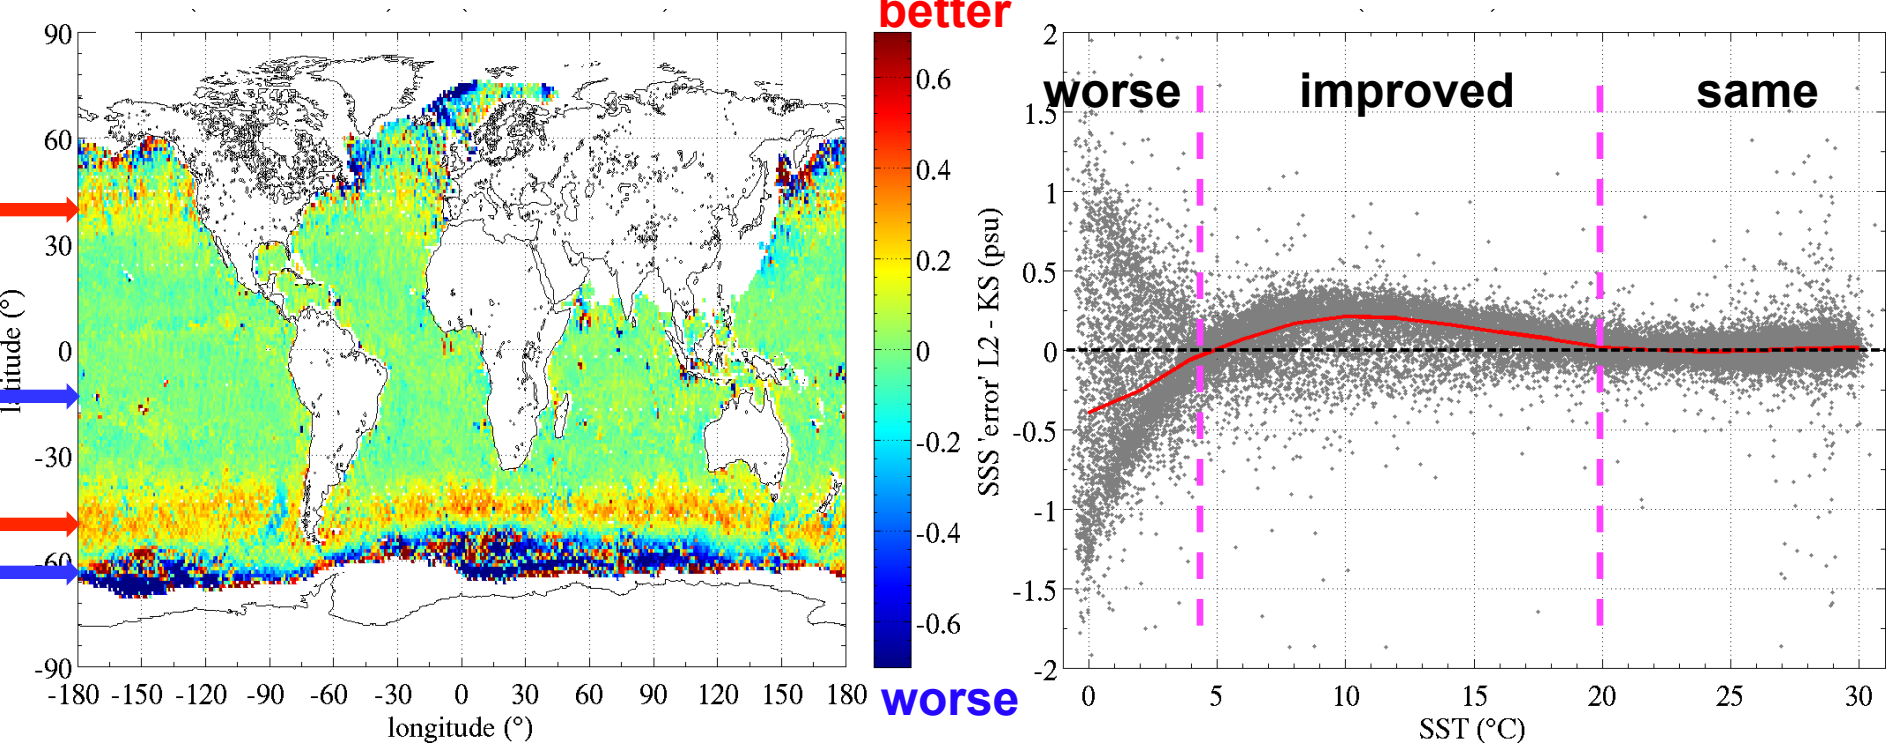 better
90
60
30
0
-30
-60
-90
latitude (°)
-180 -150 -120 -90 -60 -30 0 30 60 90 120 150 180
longitude (°)
0.6
0.4
0.2
0
-0.2
-0.4
-0.6
worse
worse improved same
2
1.5
1
0.5
0
-0.5
-1
-1.5
-2
SSS 'error' L2 - KS (psu)
0 5 10 15 20 25 30
SST (°C)